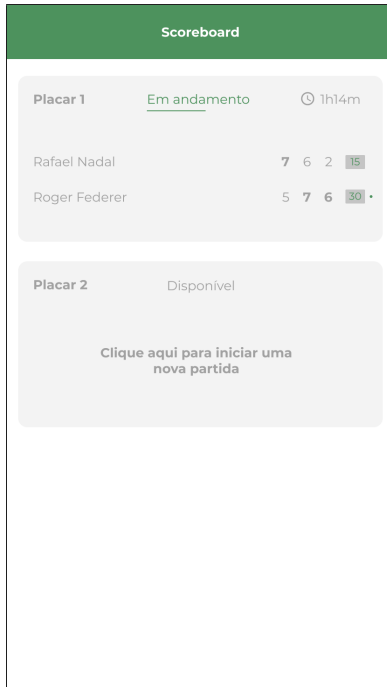 Scoreboard
Placar 1 Em andamento 1h14m
Rafael Nadal 7 6 2 15
Roger Federer 5 7 6 30
Placar 2 Disponível
Clique aqui para iniciar uma
nova partida